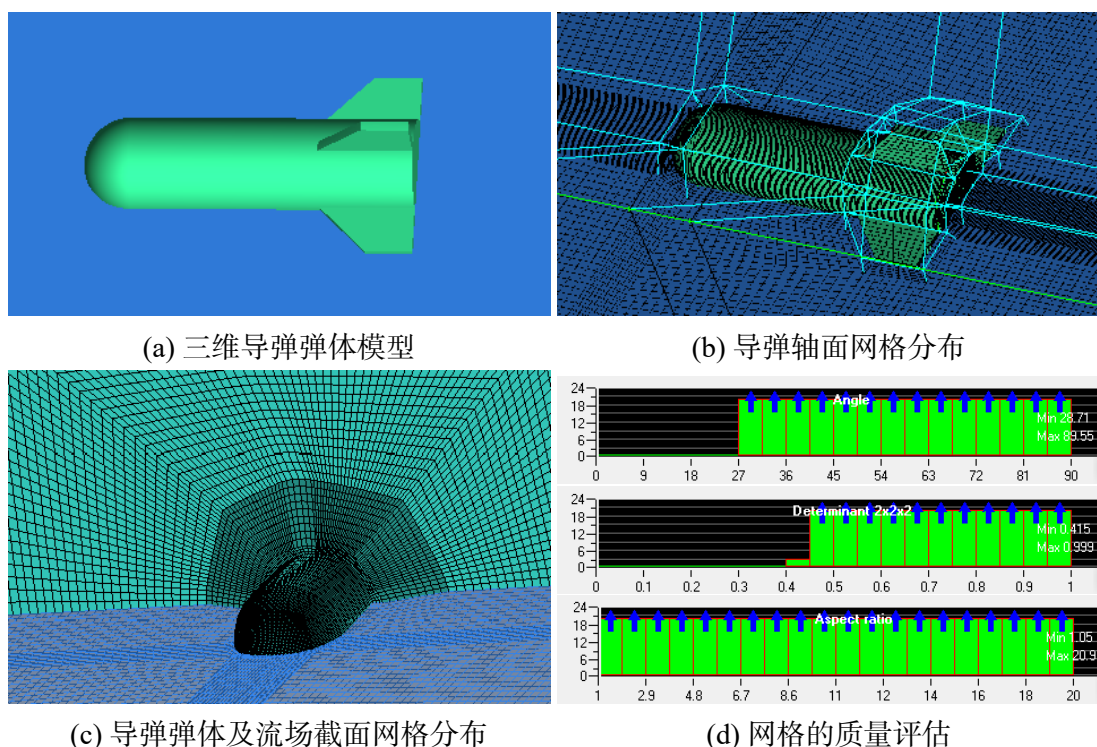 (a) 三维导弹弹体模型
(b) 导弹轴面网格分布
24
18
12
6
0
Angle
Min 28.71
Max 89.55
0 9 18 27 36 45 54 63 72 81 90
24
18
12
6
0
Determinant 2x2x2
Min 0.415
Max 0.999
0 0.1 0.2 0.3 0.4 0.5 0.6 0.7 0.8 0.9 1
24
18
12
6
0
Aspect ratio
Min 1.05
Max 20.9
1 2.9 4.8 6.7 8.6 11 12 14 16 18 20
(c) 导弹弹体及流场截面网格分布
(d) 网格的质量评估